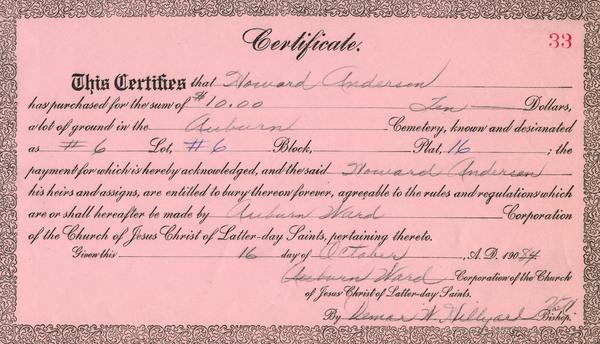 Certificate.
33
This Certifies that Howard Anderson
has purchased for the sum of $10.00 Ten Dollars,
a lot of ground in the Auburn Cemetery, known and designated
as #6 Lot, #6 Block, Plat, 16; the
payment for which is hereby acknowledged, and the said Howard Anderson
his heirs and assigns, are entitled to bury thereon forever, agreeable to the rules and regulations which
are or shall hereafter be made by Auburn Ward Corporation
of the Church of Jesus Christ of Latter-day Saints, pertaining thereto.
Given this 16 day of October, A.D. 1984
Auburn Ward Corporation of the Church
of Jesus Christ of Latter-day Saints.
By W. Hillyard Bishop.